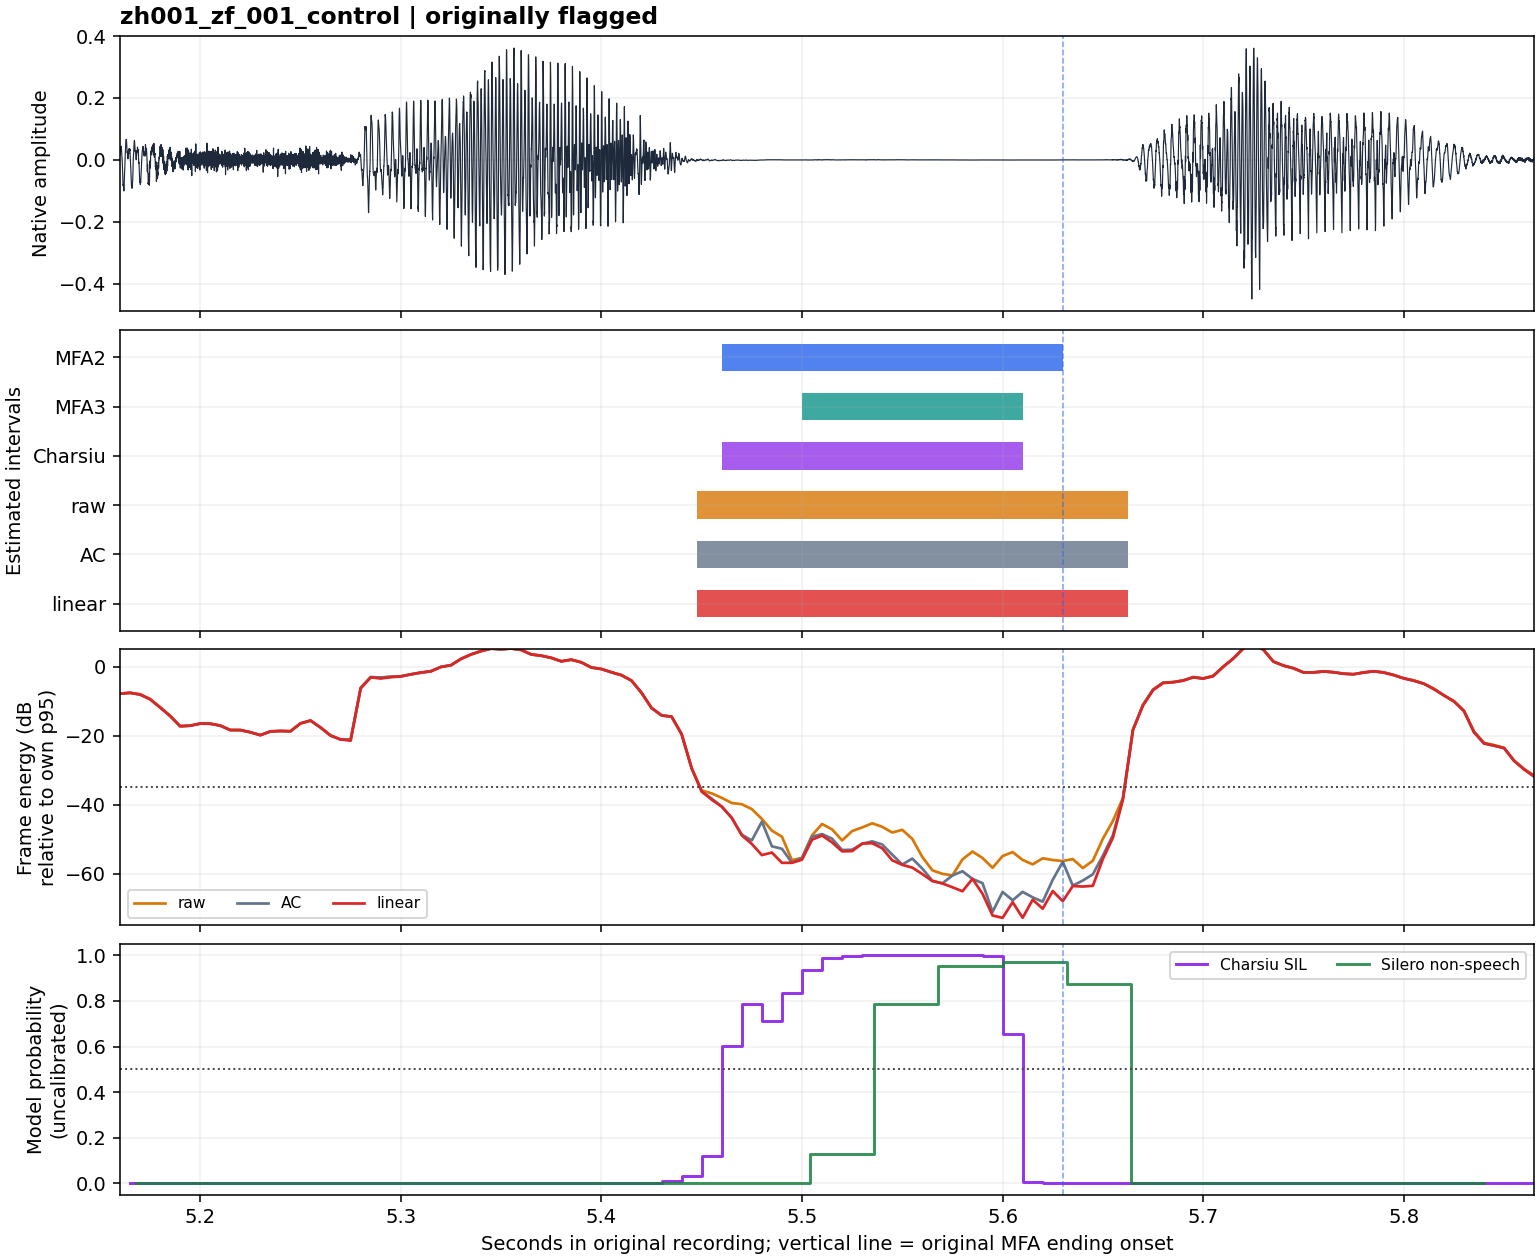 zh001_zf_001_control | originally flagged
Native amplitude
0.4
0.2
0.0
−0.2
−0.4
Estimated intervals
MFA2
MFA3
Charsiu
raw
AC
linear
Frame energy (dB
relative to own p95)
0
−20
−40
−60
raw
AC
linear
Model probability
(uncalibrated)
1.0
0.8
0.6
0.4
0.2
0.0
Charsiu SIL
Silero non-speech
5.2
5.3
5.4
5.5
5.6
5.7
5.8
Seconds in original recording; vertical line = original MFA ending onset